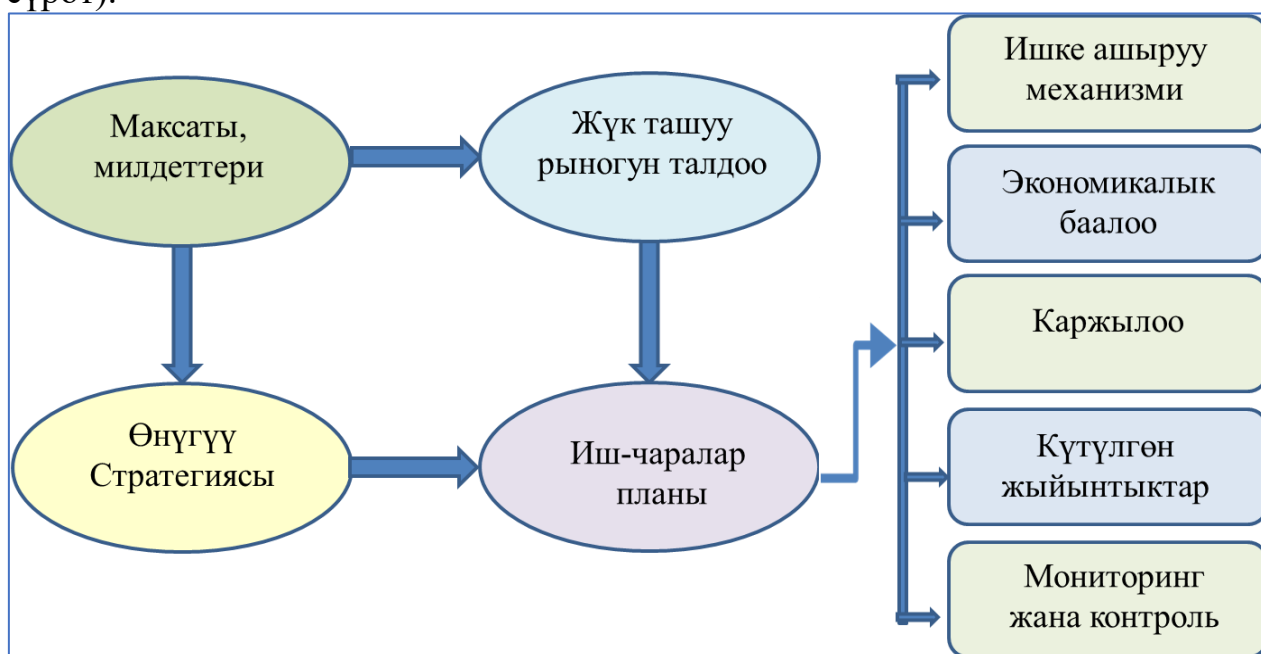 сүрөт).
Максаты,
милдеттери
Жүк ташуу
рыногун талдоо
Өнүгүү
Стратегиясы
Иш-чаралар
планы
Ишке ашыруу
механизми
Экономикалык
баалоо
Каржылоо
Күтүлгөн
жыйынтыктар
Мониторинг
жана контроль